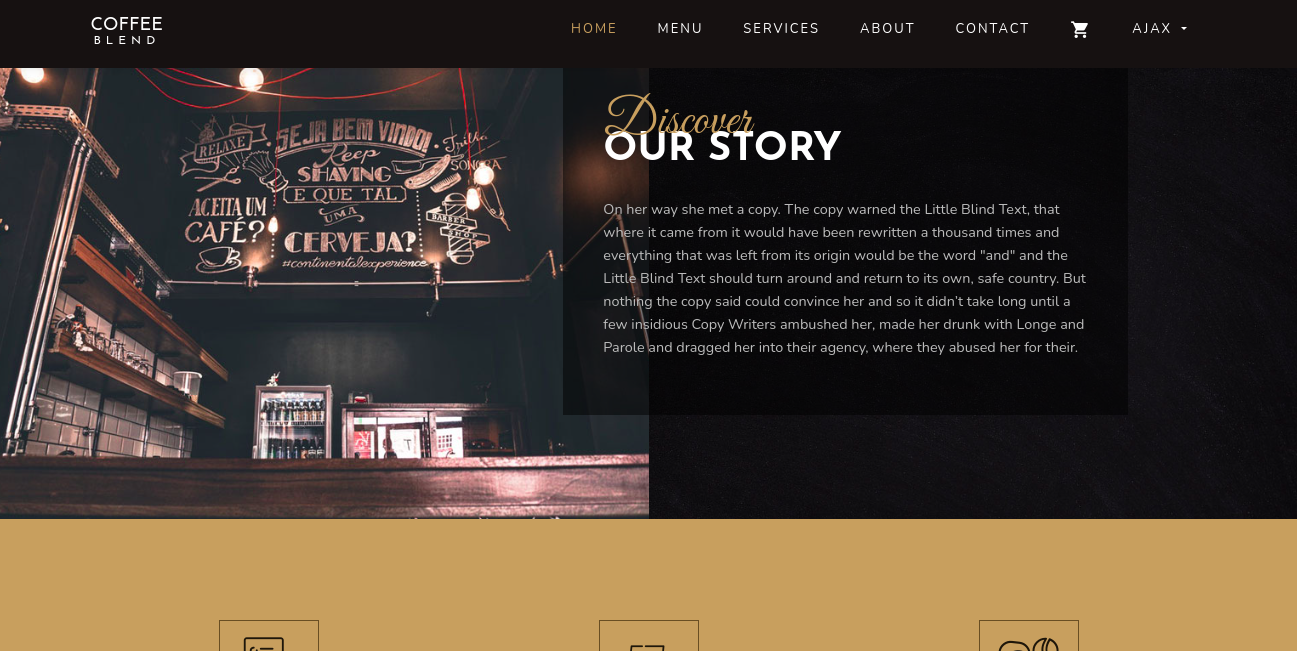 COFFEE
BLEND
HOME MENU SERVICES ABOUT CONTACT AJAX
Discover
OUR STORY
On her way she met a copy. The copy warned the Little Blind Text, that
where it came from it would have been rewritten a thousand times and
everything that was left from its origin would be the word "and" and the
Little Blind Text should turn around and return to its own, safe country. But
nothing the copy said could convince her and so it didn’t take long until a
few insidious Copy Writers ambushed her, made her drunk with Longe and
Parole and dragged her into their agency, where they abused her for their.
RELAXE
SEJA BEM VINDO!
Keep
SHAVING
E QUE TAL
UMA
CERVEJA?
#continentalexperience
ACEITA UM
CAFÉ?
BARBER
SHOP